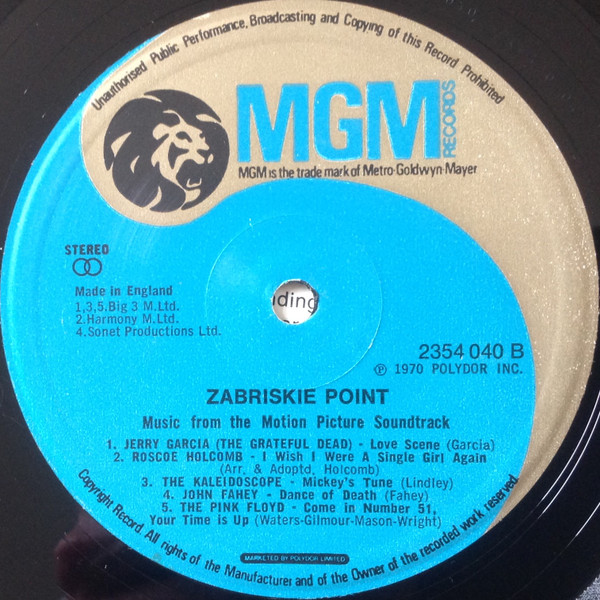 Unauthorised Public Performance, Broadcasting and Copying of this Record Prohibited
MGM
RECORDS
MGM is the trade mark of Metro-Goldwyn-Mayer
STEREO
Made in England
1,3,5.Big 3 M.Ltd.
2.Harmony M.Ltd.
4.Sonet Productions Ltd.
iding
2354 040 B
℗ 1970 POLYDOR INC.
ZABRISKIE POINT
Music from the Motion Picture Soundtrack
1. JERRY GARCIA (THE GRATEFUL DEAD) - Love Scene (Garcia)
2. ROSCOE HOLCOMB - I Wish I Were A Single Girl Again
(Arr, & Adoptd, Holcomb)
3. THE KALEIDOSCOPE - Mickey's Tune (Lindley)
4. JOHN FAHEY - Dance of Death (Fahey)
5. THE PINK FLOYD - Come in Number 51,
Your Time is Up (Waters-Gilmour-Mason-Wright)
MARKETED BY POLYDOR LIMITED
Copyright Record. All rights of the Manufacturer and of the Owner of the recorded work reserved